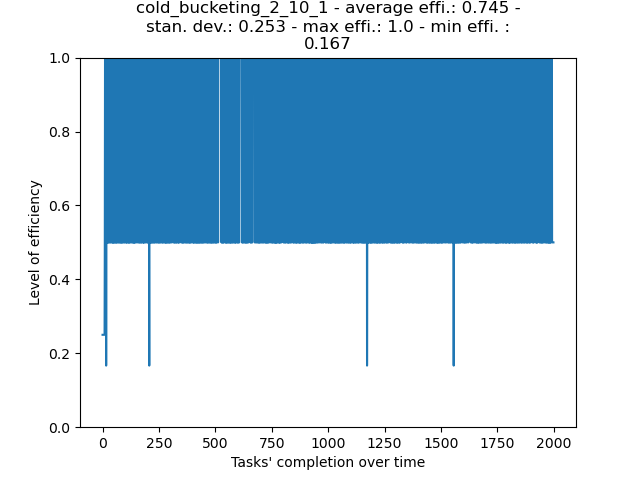 cold_bucketing_2_10_1 - average effi.: 0.745 -
stan. dev.: 0.253 - max effi.: 1.0 - min effi. :
0.167
1.0
0.8
0.6
0.4
0.2
0.0
Level of efficiency
0 250 500 750 1000 1250 1500 1750 2000
Tasks' completion over time